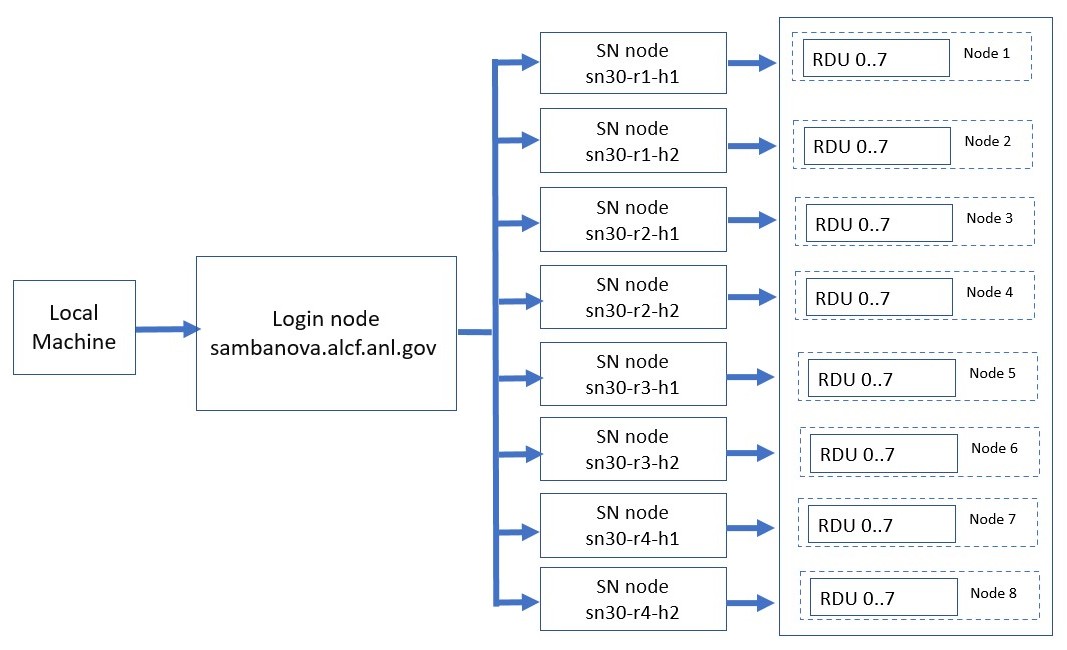 Local
Machine
Login node
sambanova.alcf.anl.gov
SN node
sn30-r1-h1
RDU 0..7
Node 1
SN node
sn30-r1-h2
RDU 0..7
Node 2
SN node
sn30-r2-h1
RDU 0..7
Node 3
SN node
sn30-r2-h2
RDU 0..7
Node 4
SN node
sn30-r3-h1
RDU 0..7
Node 5
SN node
sn30-r3-h2
RDU 0..7
Node 6
SN node
sn30-r4-h1
RDU 0..7
Node 7
SN node
sn30-r4-h2
RDU 0..7
Node 8